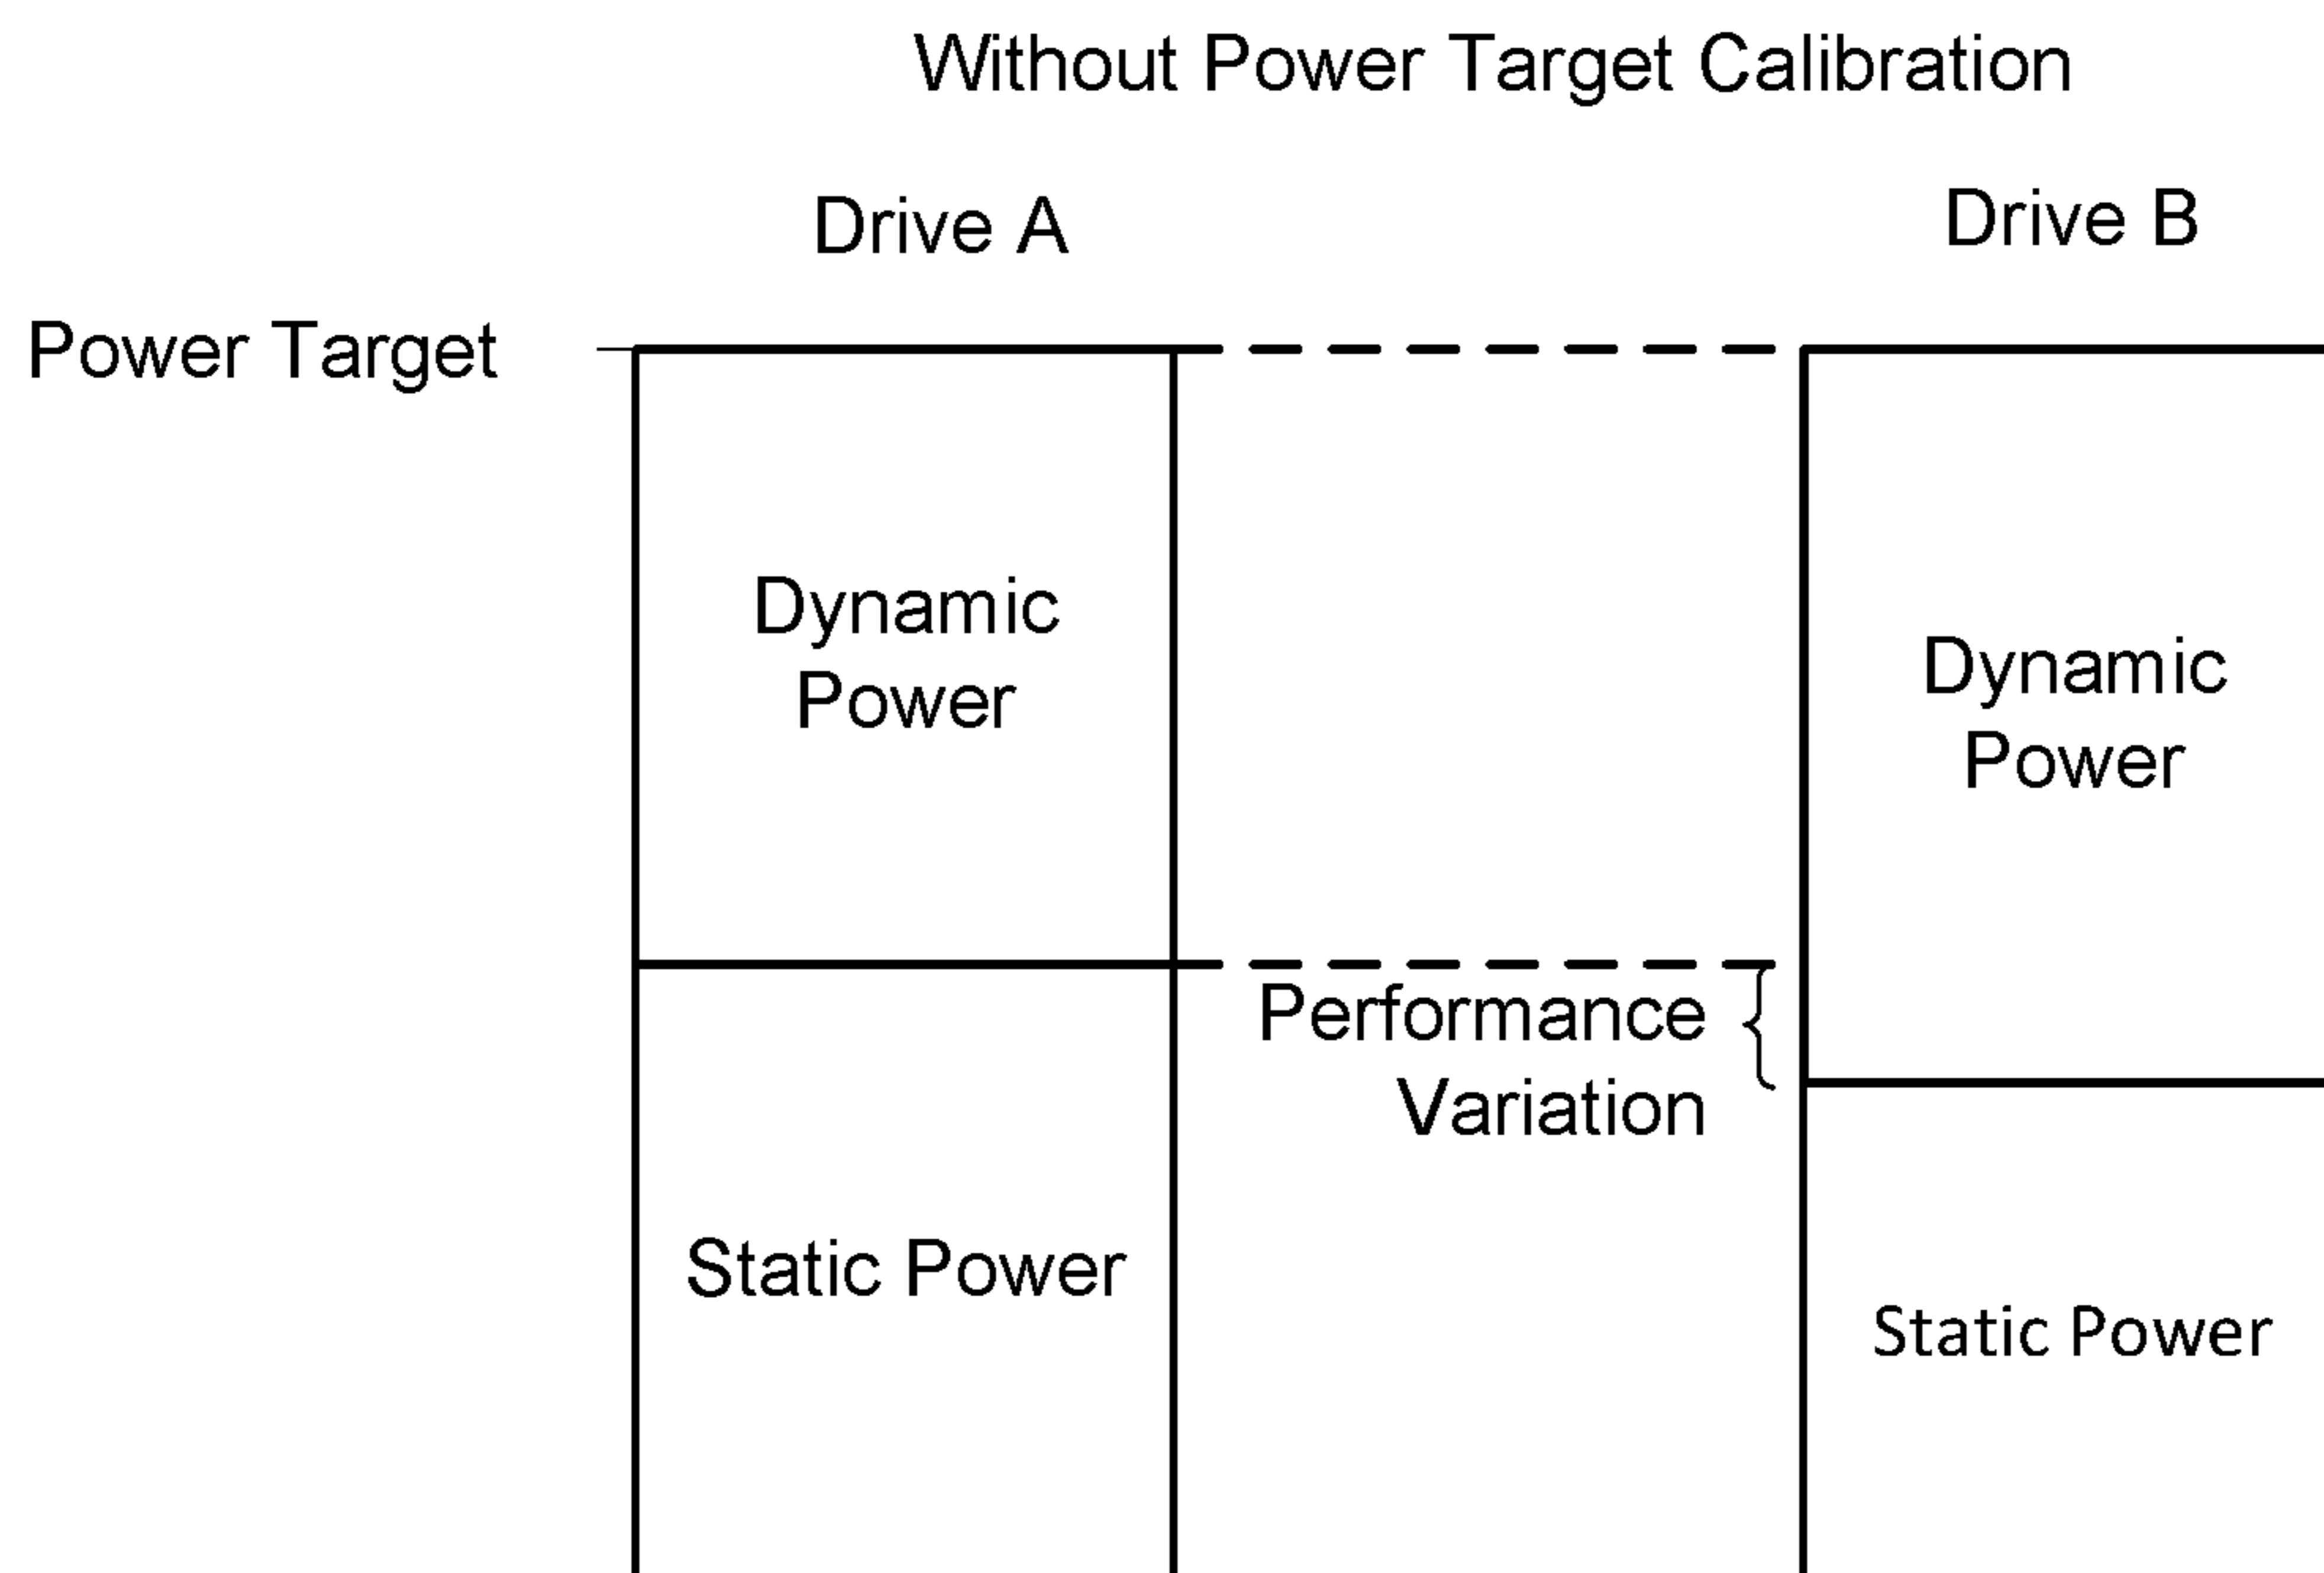 Without Power Target Calibration
Drive A
Drive B
Power Target
Dynamic
Power
Dynamic
Power
Performance
Variation
Static Power
Static Power